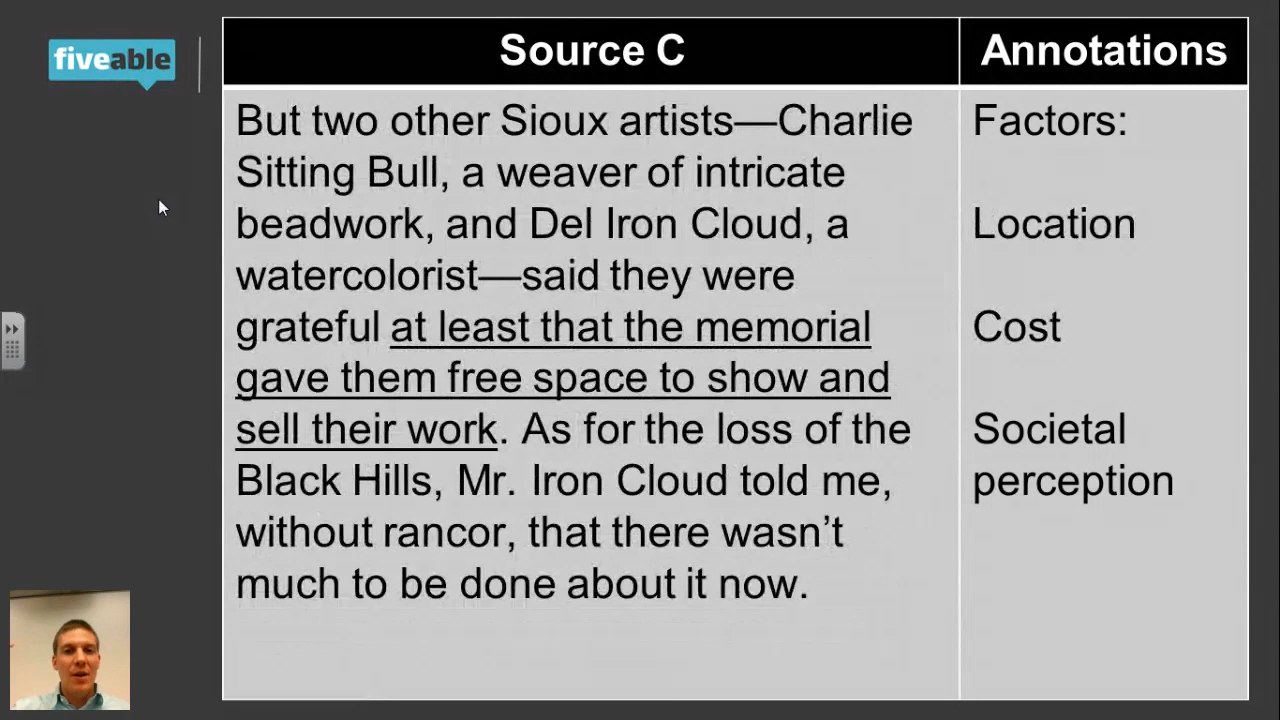 fiveable
Source C
Annotations
But two other Sioux artists—Charlie
Sitting Bull, a weaver of intricate
beadwork, and Del Iron Cloud, a
watercolorist—said they were
grateful at least that the memorial
gave them free space to show and
sell their work. As for the loss of the
Black Hills, Mr. Iron Cloud told me,
without rancor, that there wasn’t
much to be done about it now.
Factors:
Location
Cost
Societal
perception